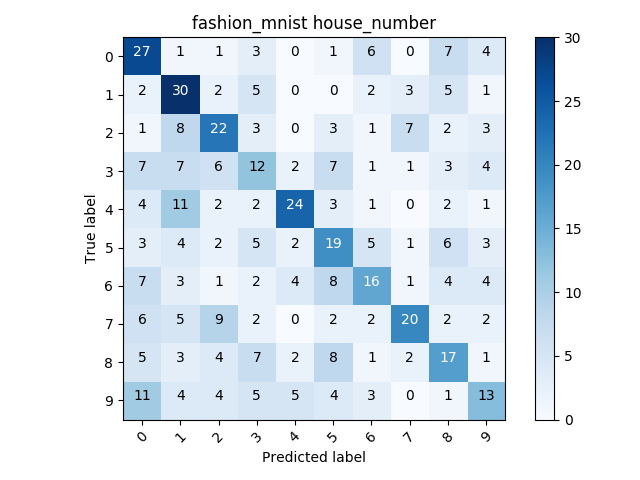 fashion_mnist house_number
True label
0 27 1 1 3 0 1 6 0 7 4
1 2 30 2 5 0 0 2 3 5 1
2 1 8 22 3 0 3 1 7 2 3
3 7 7 6 12 2 7 1 1 3 4
4 4 11 2 2 24 3 1 0 2 1
5 3 4 2 5 2 19 5 1 6 3
6 7 3 1 2 4 8 16 1 4 4
7 6 5 9 2 0 2 2 20 2 2
8 5 3 4 7 2 8 1 2 17 1
9 11 4 4 5 5 4 3 0 1 13
0 1 2 3 4 5 6 7 8 9
Predicted label
30
25
20
15
10
5
0